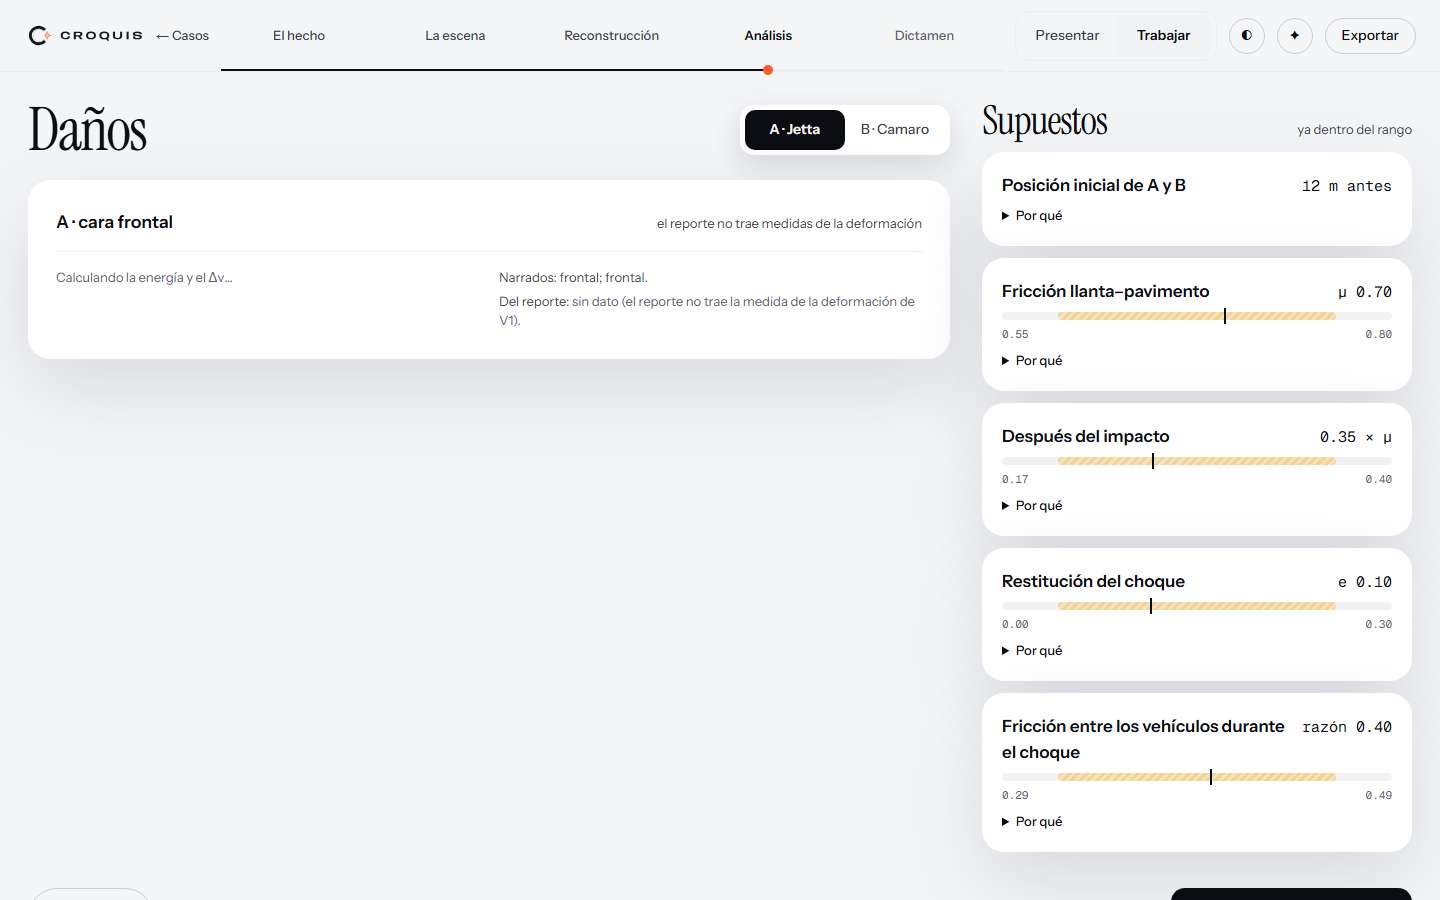 CROQUIS
← Casos
El hecho
La escena
Reconstrucción
Análisis
Dictamen
Presentar
Trabajar
Exportar
Daños
A · Jetta
B · Camaro
A · cara frontal
el reporte no trae medidas de la deformación
Calculando la energía y el Δv...
Narrados: frontal; frontal.
Del reporte: sin dato (el reporte no trae la medida de la deformación de
V1).
Supuestos
ya dentro del rango
Posición inicial de A y B
12 m antes
Por qué
Fricción llanta–pavimento
μ 0.70
0.55
0.80
Por qué
Después del impacto
0.35 × μ
0.17
0.40
Por qué
Restitución del choque
e 0.10
0.00
0.30
Por qué
Fricción entre los vehículos durante
el choque
razón 0.40
0.29
0.49
Por qué